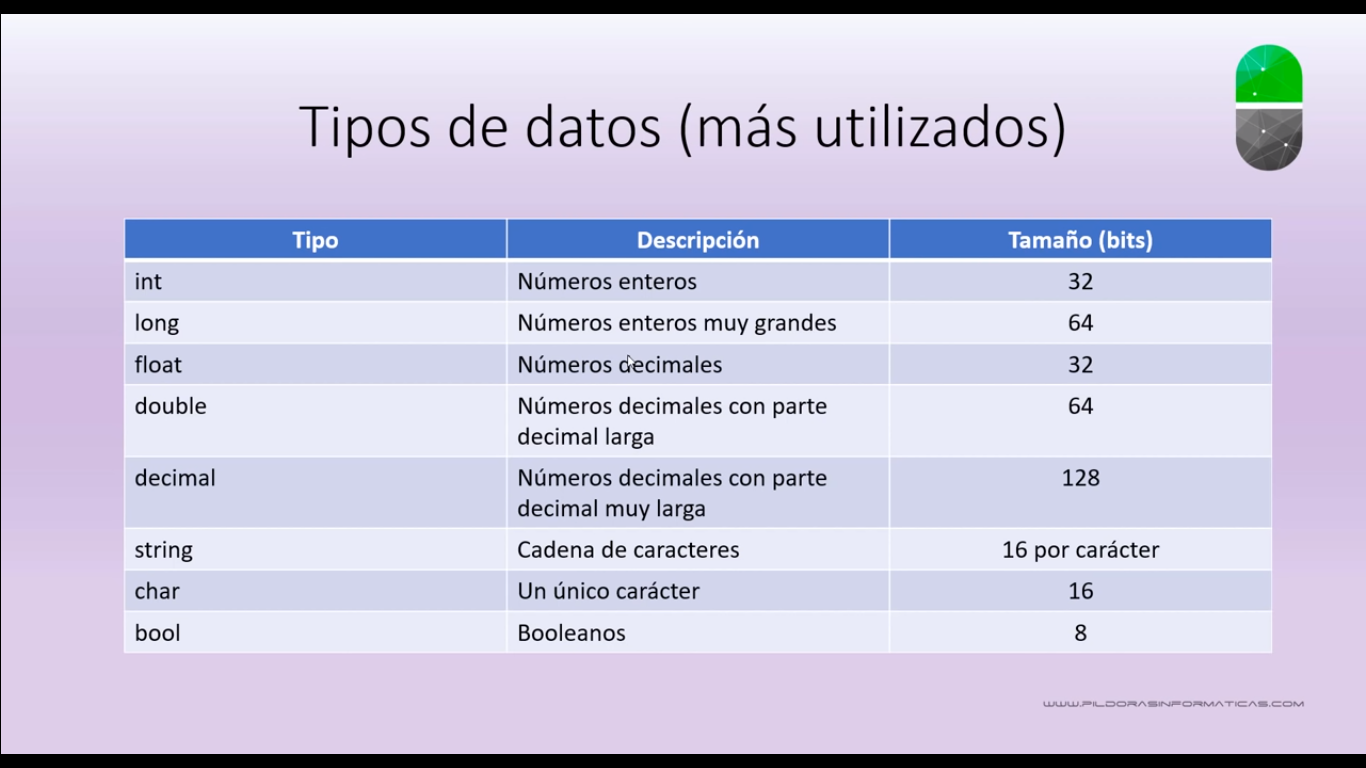 Tipos de datos (más utilizados)
Tipo Descripción Tamaño (bits)
int Números enteros 32
long Números enteros muy grandes 64
float Números decimales 32
double Números decimales con parte 64
decimal larga
decimal Números decimales con parte 128
decimal muy larga
string Cadena de caracteres 16 por carácter
char Un único carácter 16
bool Booleanos 8
WWW.PILDORASINFORMATICAS.COM